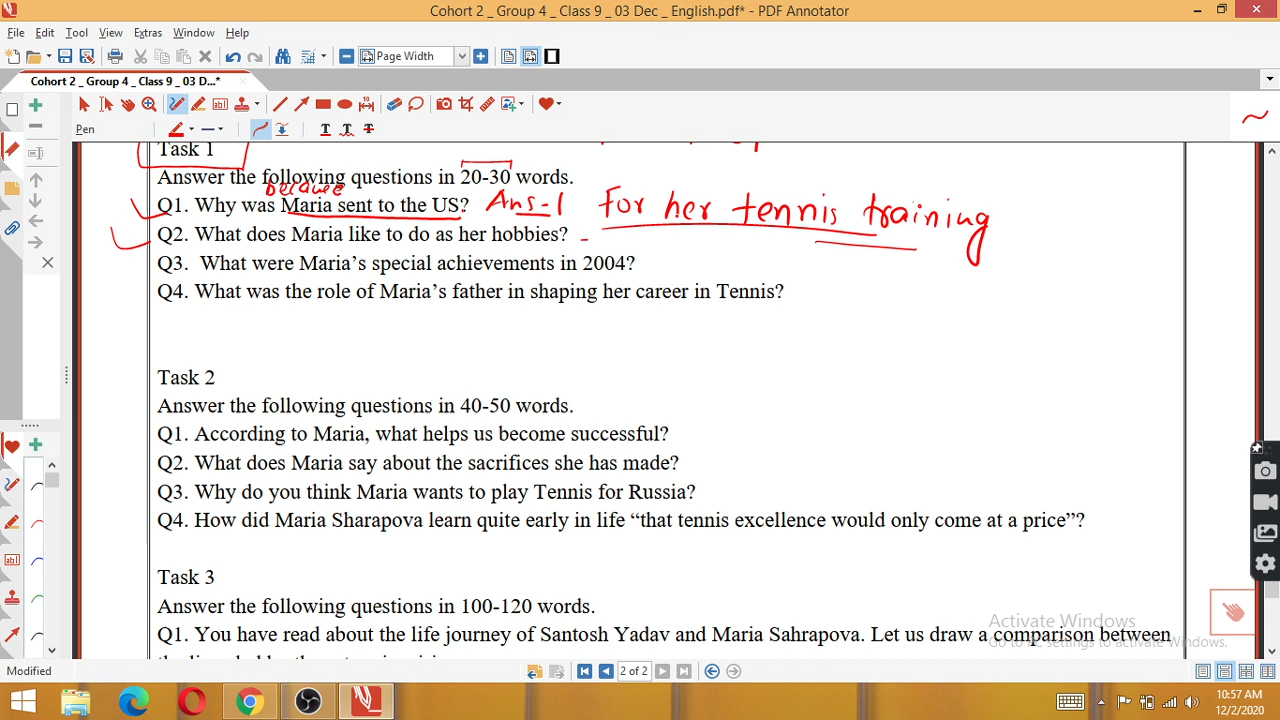 Cohort 2 _ Group 4 _ Class 9 _ 03 Dec _ English.pdf* - PDF Annotator
File Edit Tool View Extras Window Help
Page Width
Cohort 2 _ Group 4 _ Class 9 _ 03 D...*
Pen
Task 1
Answer the following questions in 20-30 words.
because
Q1. Why was Maria sent to the US? Ans-1 For her tennis training
Q2. What does Maria like to do as her hobbies?
Q3. What were Maria's special achievements in 2004?
Q4. What was the role of Maria's father in shaping her career in Tennis?
Task 2
Answer the following questions in 40-50 words.
Q1. According to Maria, what helps us become successful?
Q2. What does Maria say about the sacrifices she has made?
Q3. Why do you think Maria wants to play Tennis for Russia?
Q4. How did Maria Sharapova learn quite early in life “that tennis excellence would only come at a price”?
Task 3
Answer the following questions in 100-120 words.
Q1. You have read about the life journey of Santosh Yadav and Maria Sahrapova. Let us draw a comparison between
Activate Windows
Go to PC settings to activate Windows.
Modified
2 of 2
10:57 AM
12/2/2020